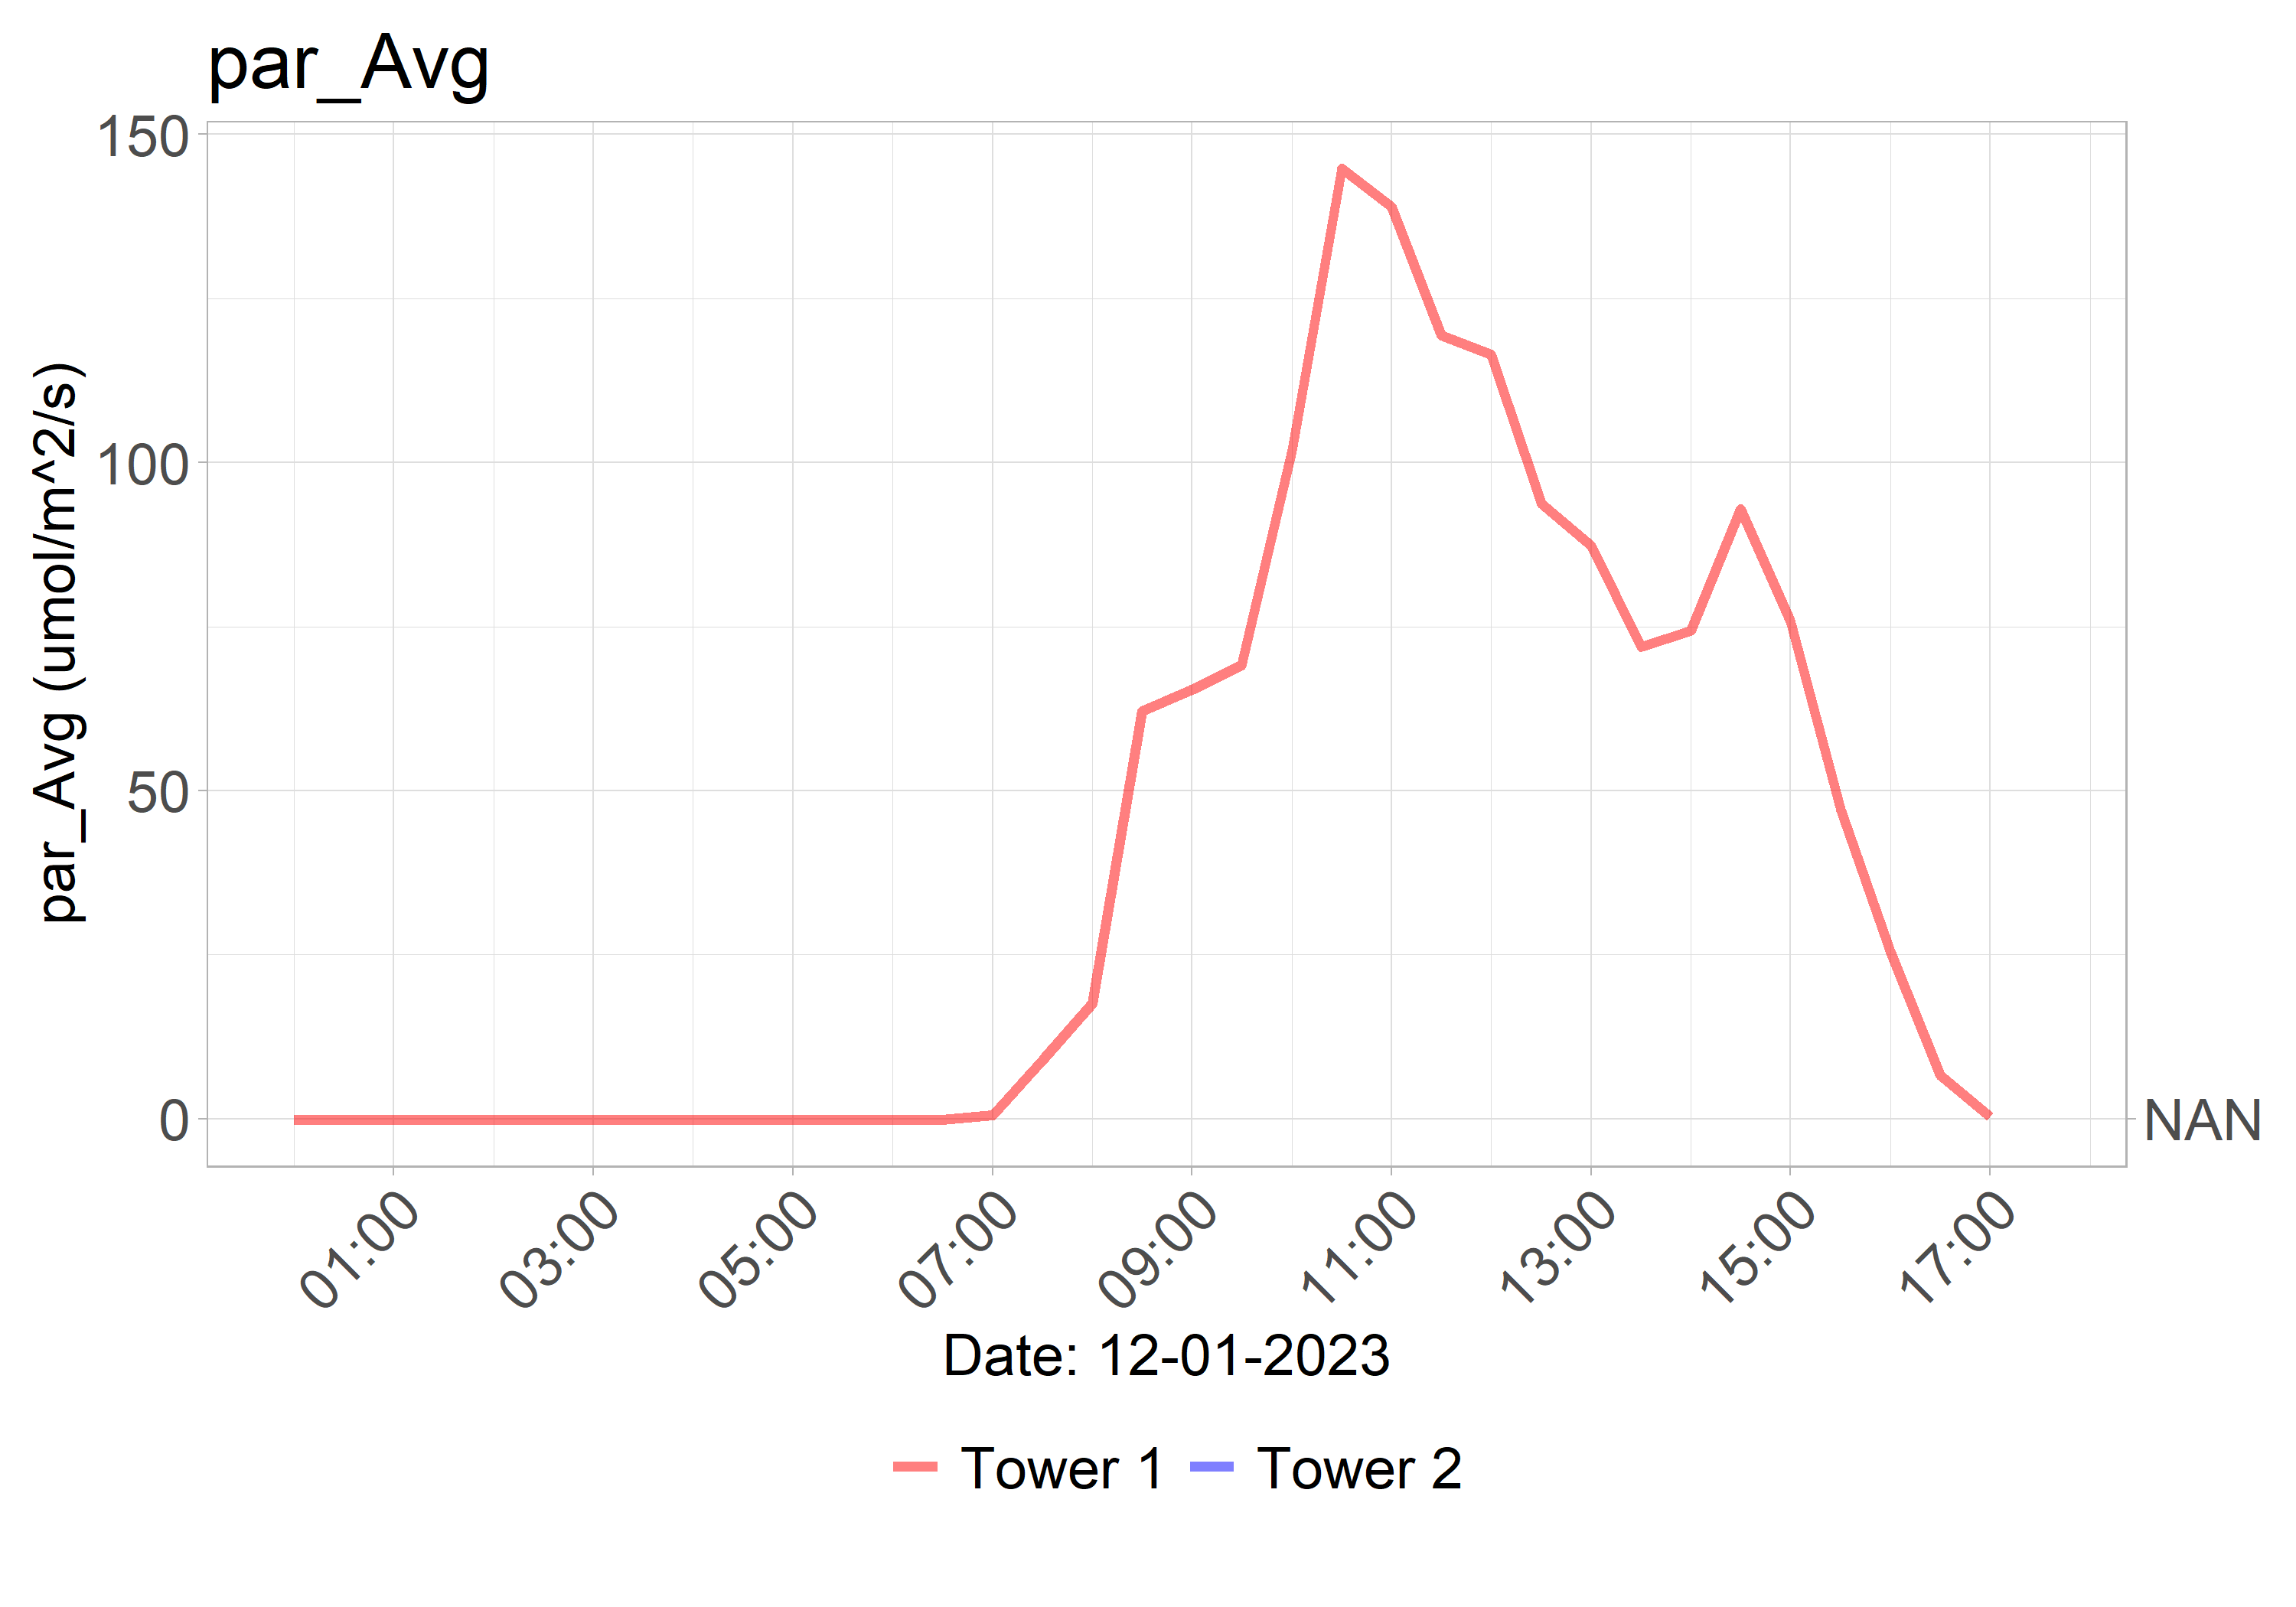 par_Avg
par_Avg (umol/m^2/s)
150
100
50
0
NAN
01:00 03:00 05:00 07:00 09:00 11:00 13:00 15:00 17:00
Date: 12-01-2023
Tower 1 Tower 2